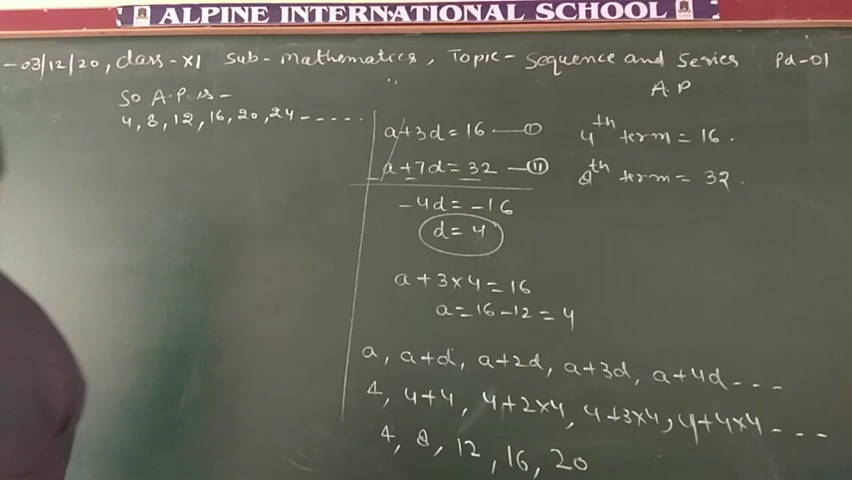 ALPINE INTERNATIONAL SCHOOL
- 03/12/20, class - XI Sub - Mathematics, Topic - Sequence and Series Pd-01
A.P
So A.P is -
4, 8, 12, 16, 20, 24 - - - - -
a+3d = 16 — (I)
a+7d = 32 — (II)
-4d = -16
d = 4
a + 3×4 = 16
a = 16 - 12 = 4
a, a+d, a+2d, a+3d, a+4d - - -
4, 4+4, 4+2×4, 4+3×4, 4+4×4 - - - -
4, 8, 12, 16, 20
4th term = 16.
8th term = 32.